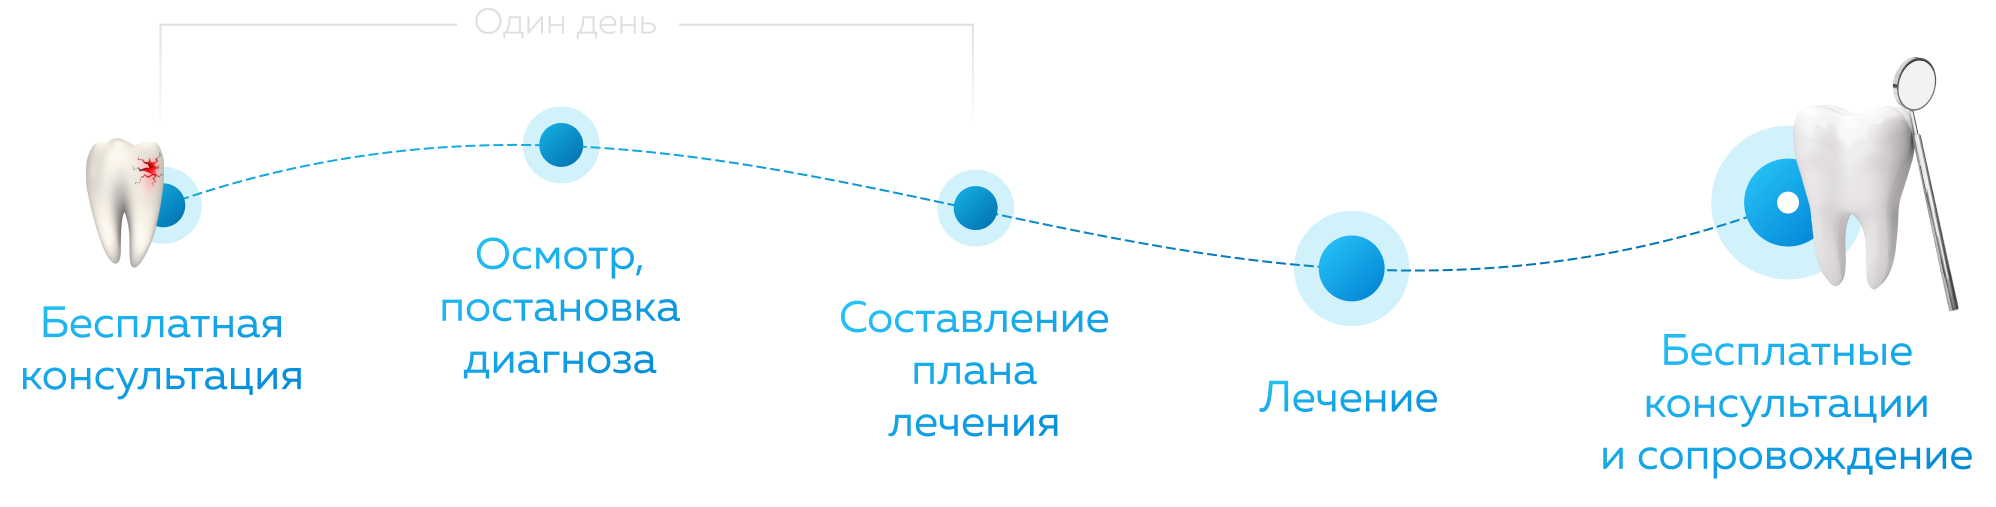 Один день
Бесплатная
консультация
Осмотр,
постановка
диагноза
Составление
плана
лечения
Лечение
Бесплатные
консультации
и сопровождение